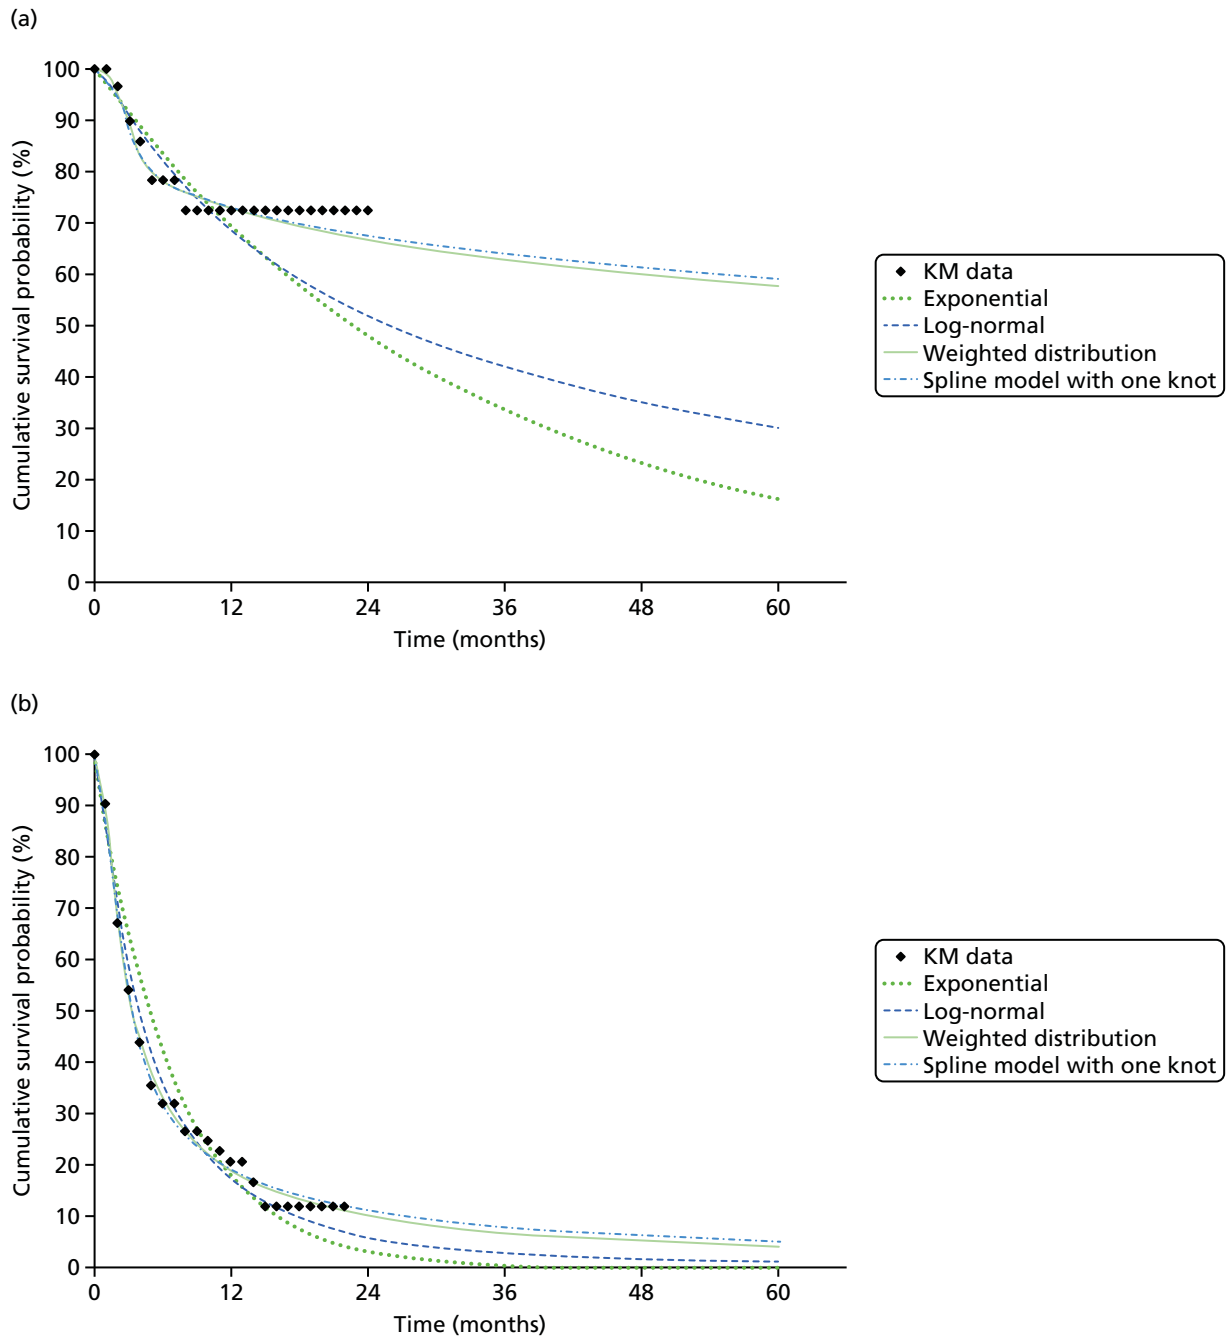 (a)
100
90
80
70
60
50
40
30
20
10
0
Cumulative survival probability (%)
0 12 24 36 48 60
Time (months)
KM data
Exponential
Log-normal
Weighted distribution
Spline model with one knot
(b)
100
90
80
70
60
50
40
30
20
10
0
Cumulative survival probability (%)
0 12 24 36 48 60
Time (months)
KM data
Exponential
Log-normal
Weighted distribution
Spline model with one knot